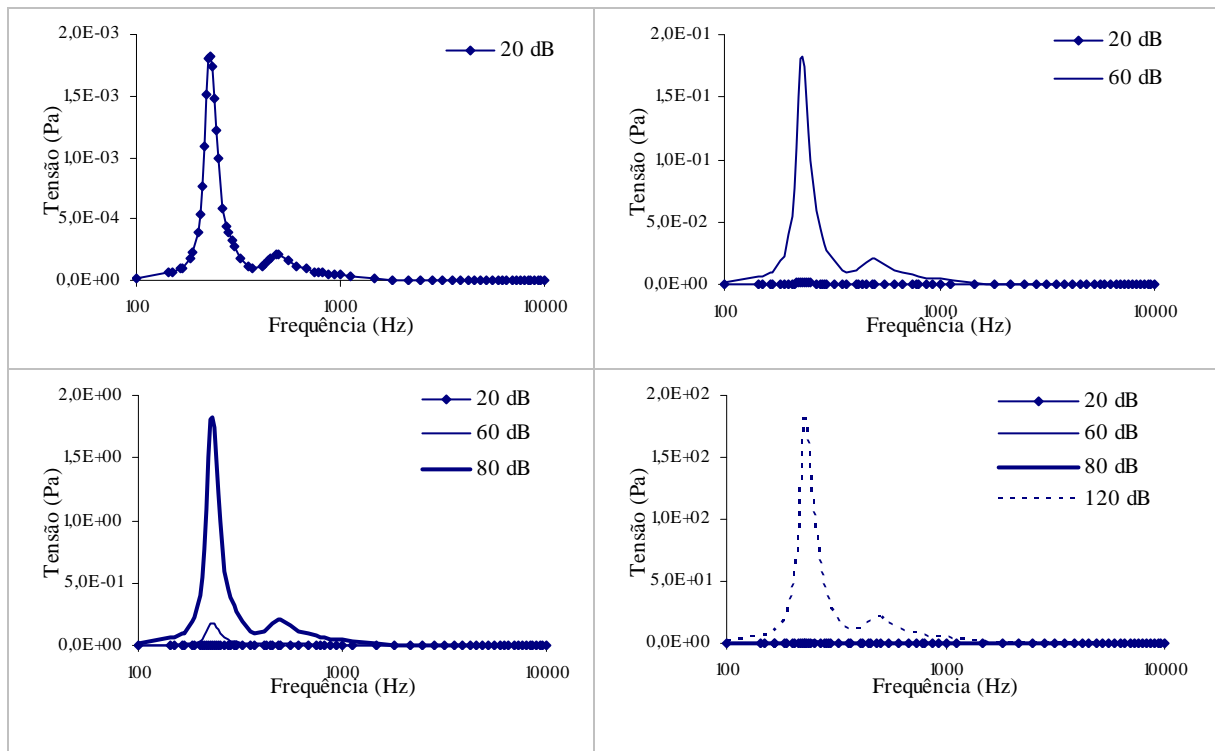 2,0E-03
1,5E-03
1,0E-03
5,0E-04
0,0E+00
Tensão (Pa)
100
1000
10000
Frequência (Hz)
20 dB
2,0E-01
1,5E-01
1,0E-01
5,0E-02
0,0E+00
Tensão (Pa)
100
1000
10000
Frequência (Hz)
20 dB
60 dB
2,0E+00
1,5E+00
1,0E+00
5,0E-01
0,0E+00
Tensão (Pa)
100
1000
10000
Frequência (Hz)
20 dB
60 dB
80 dB
2,0E+02
1,5E+02
1,0E+02
5,0E+01
0,0E+00
Tensão (Pa)
100
1000
10000
Frequência (Hz)
20 dB
60 dB
80 dB
120 dB